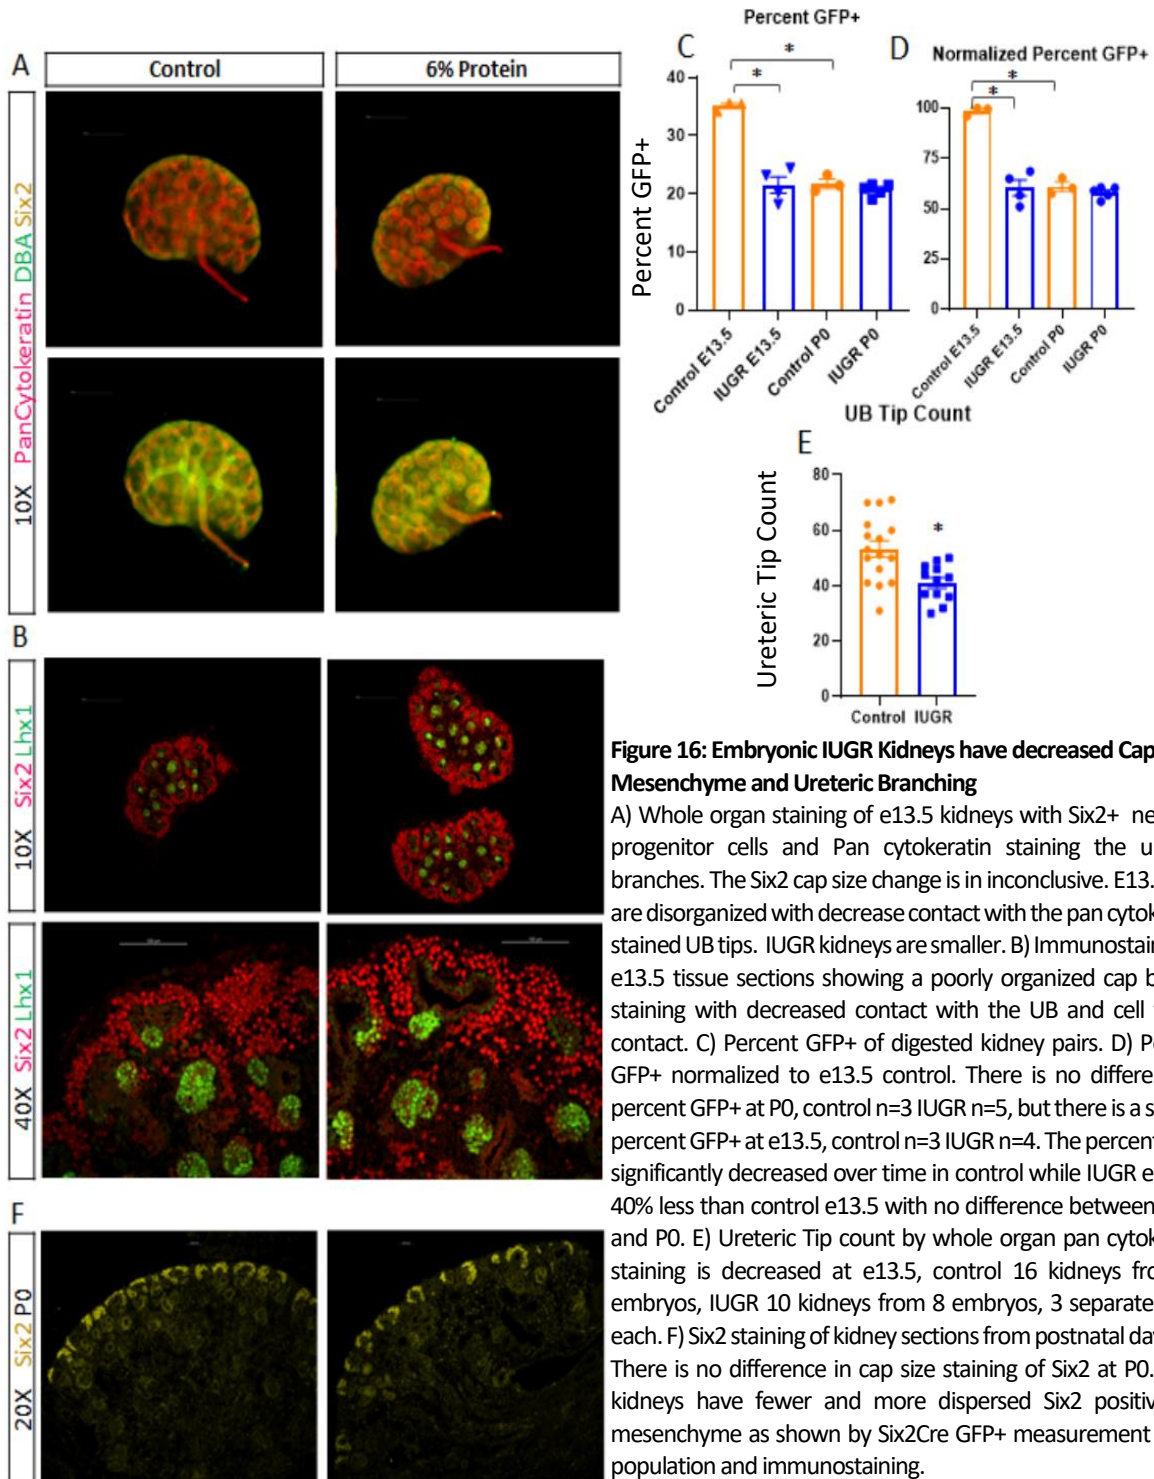 A
Control
6% Protein
10X PanCytokeratin DBA Six2
B
10X Six2 Lhx1
40X Six2 Lhx1
F
20X Six2 P0
Percent GFP+
C
Percent GFP+
40
30
20
10
0
*
*
Control E13.5
IUGR E13.5
Control P0
IUGR P0
D
Normalized Percent GFP+
100
75
50
25
0
*
*
Control E13.5
IUGR E13.5
Control P0
IUGR P0
UB Tip Count
E
Ureteric Tip Count
80
60
40
20
0
*
Control IUGR
Figure 16: Embryonic IUGR Kidneys have decreased Cap
Mesenchyme and Ureteric Branching
A) Whole organ staining of e13.5 kidneys with Six2+ ne
progenitor cells and Pan cytokeratin staining the u
branches. The Six2 cap size change is in inconclusive. E13.
are disorganized with decrease contact with the pan cytok
stained UB tips. IUGR kidneys are smaller. B) Immunostain
e13.5 tissue sections showing a poorly organized cap b
staining with decreased contact with the UB and cell
contact. C) Percent GFP+ of digested kidney pairs. D) P
GFP+ normalized to e13.5 control. There is no differe
percent GFP+ at P0, control n=3 IUGR n=5, but there is a s
percent GFP+ at e13.5, control n=3 IUGR n=4. The percent
significantly decreased over time in control while IUGR e
40% less than control e13.5 with no difference between
and P0. E) Ureteric Tip count by whole organ pan cytok
staining is decreased at e13.5, control 16 kidneys fro
embryos, IUGR 10 kidneys from 8 embryos, 3 separate
each. F) Six2 staining of kidney sections from postnatal da
There is no difference in cap size staining of Six2 at P0.
kidneys have fewer and more dispersed Six2 positiv
mesenchyme as shown by Six2Cre GFP+ measurement
population and immunostaining.